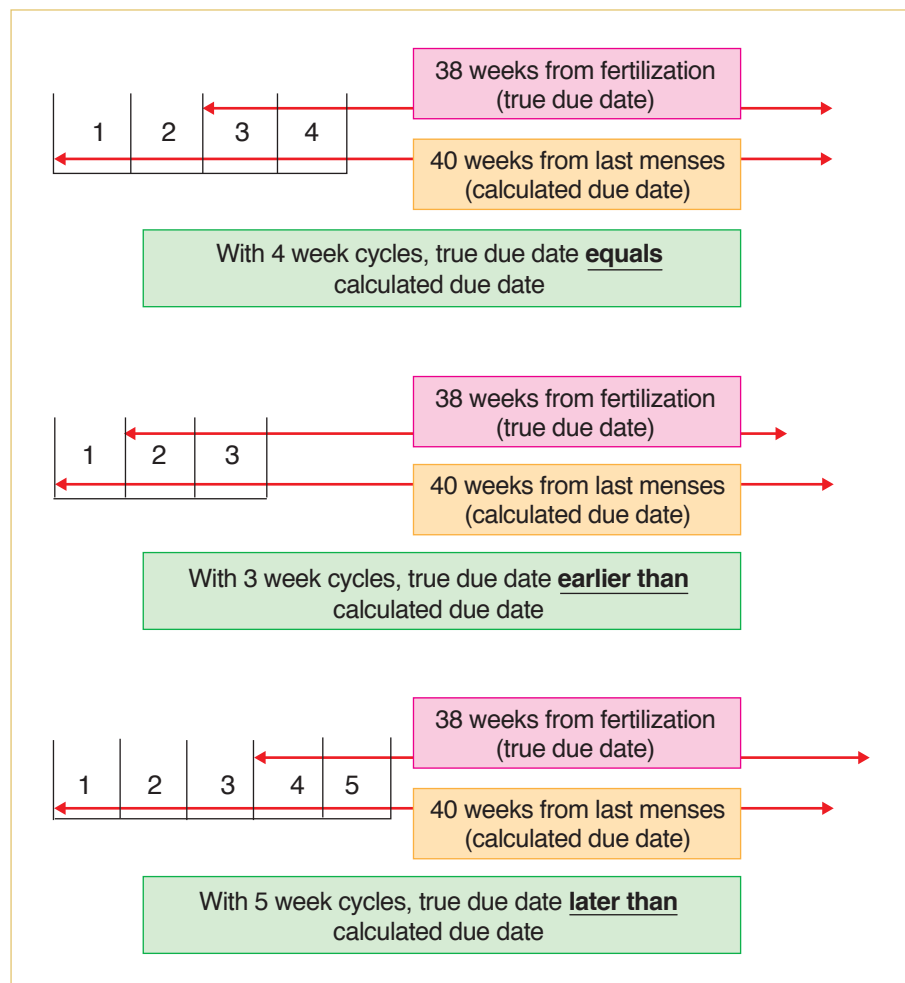 38 weeks from fertilization
(true due date)
1 2 3 4
40 weeks from last menses
(calculated due date)
With 4 week cycles, true due date equals
calculated due date
38 weeks from fertilization
(true due date)
1 2 3
40 weeks from last menses
(calculated due date)
With 3 week cycles, true due date earlier than
calculated due date
38 weeks from fertilization
(true due date)
1 2 3 4 5
40 weeks from last menses
(calculated due date)
With 5 week cycles, true due date later than
calculated due date